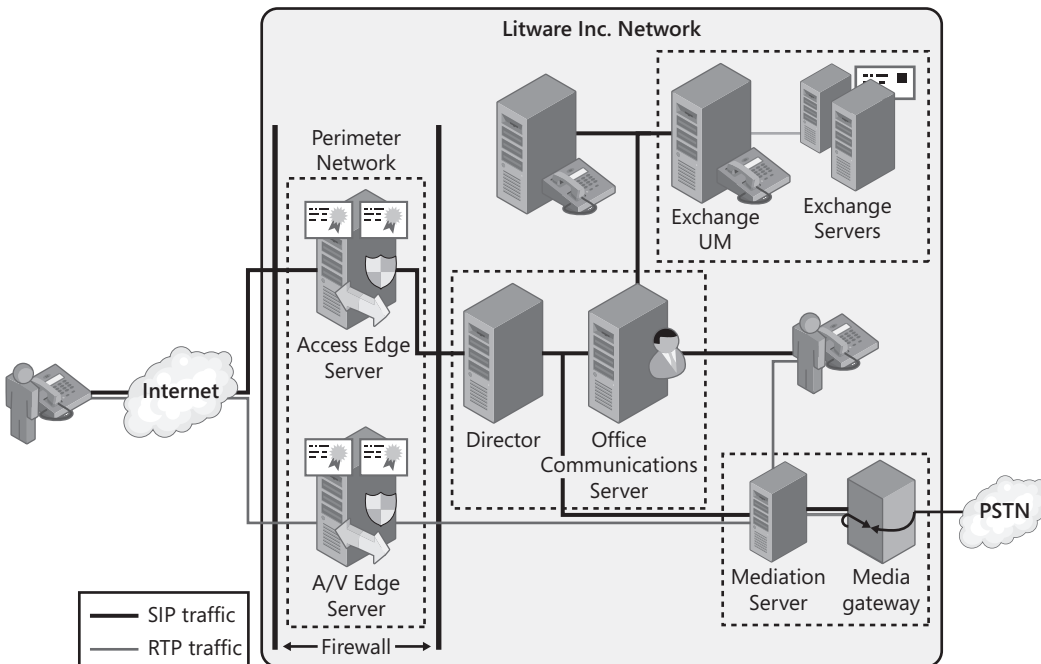 Litware Inc. Network
Perimeter
Network
Exchange
UM
Exchange
Servers
Access Edge
Server
Internet
Director
Office
Communications
Server
PSTN
A/V Edge
Server
Mediation
Server
Media
gateway
SIP traffic
RTP traffic
Firewall